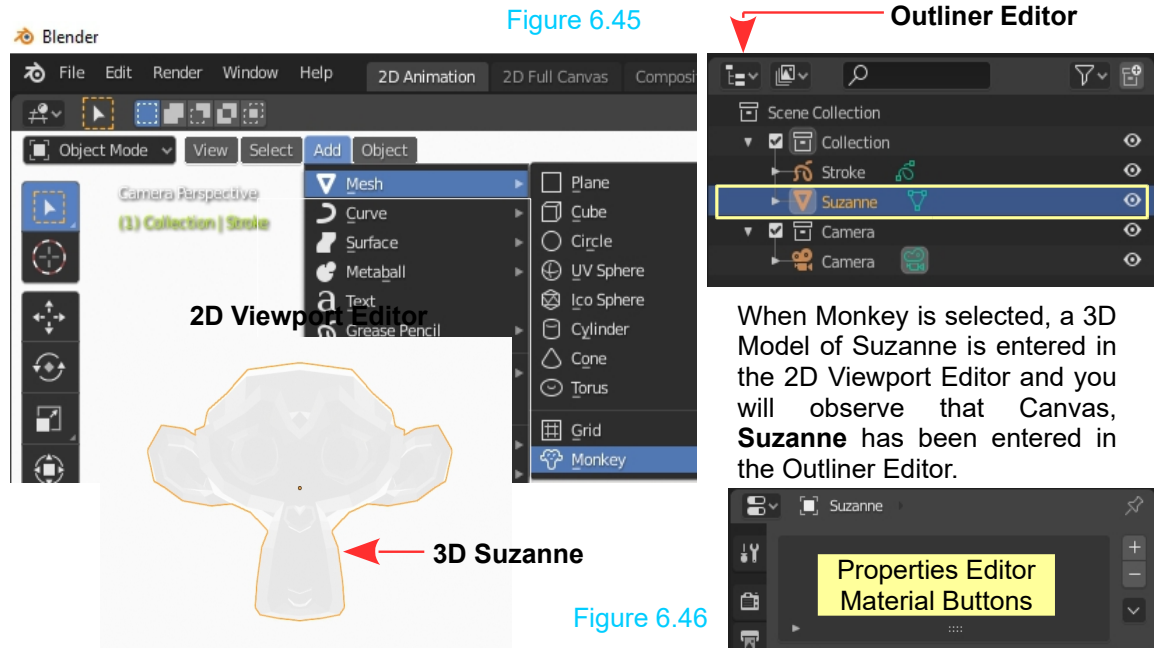 Figure 6.45
Outliner Editor
Blender
File Edit Render Window Help 2D Animation 2D Full Canvas Composi
Object Mode View Select Add Object
Camera Perspective
(1) Collection | Stroke
Mesh
Curve
Surface
Metaball
Text
Grease Pencil
Plane
Cube
Circle
UV Sphere
Ico Sphere
Cylinder
Cone
Torus
Grid
Monkey
2D Viewport Editor
3D Suzanne
Scene Collection
Collection
Stroke
Suzanne
Camera
Camera
When Monkey is selected, a 3D
Model of Suzanne is entered in
the 2D Viewport Editor and you
will observe that Canvas,
Suzanne has been entered in
the Outliner Editor.
Suzanne
Properties Editor
Material Buttons
Figure 6.46